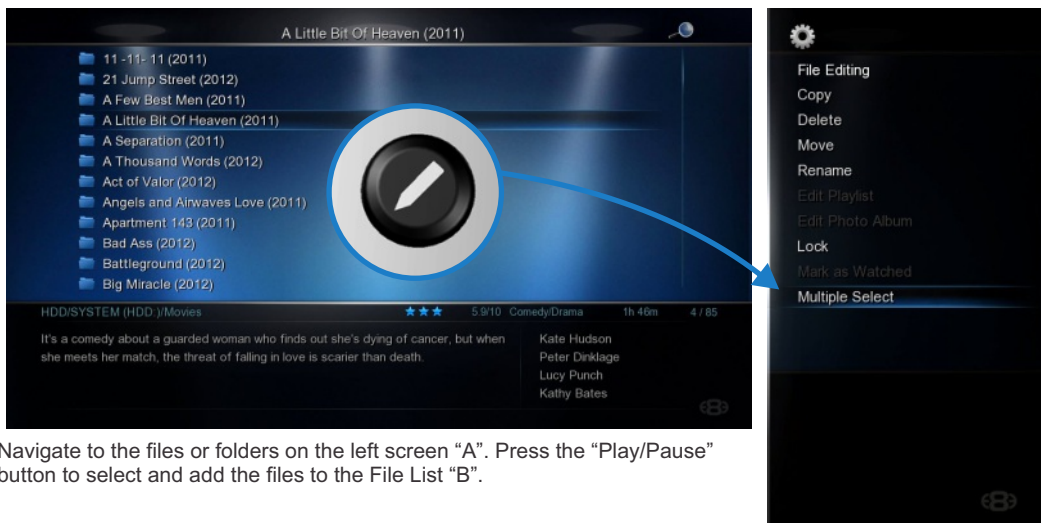 A Little Bit Of Heaven (2011)
11 -11- 11 (2011)
21 Jump Street (2012)
A Few Best Men (2011)
A Little Bit Of Heaven (2011)
A Separation (2011)
A Thousand Words (2012)
Act of Valor (2012)
Angels and Airwaves Love (2011)
Apartment 143 (2011)
Bad Ass (2012)
Battleground (2012)
Big Miracle (2012)
HDD/SYSTEM (HDD:)/Movies 5.9/10 Comedy/Drama 1h 46m 4 / 85
It's a comedy about a guarded woman who finds out she's dying of cancer, but when
she meets her match, the threat of falling in love is scarier than death.
Kate Hudson
Peter Dinklage
Lucy Punch
Kathy Bates
File Editing
Copy
Delete
Move
Rename
Edit Playlist
Edit Photo Album
Lock
Mark as Watched
Multiple Select
Navigate to the files or folders on the left screen “A”. Press the “Play/Pause”
button to select and add the files to the File List “B”.